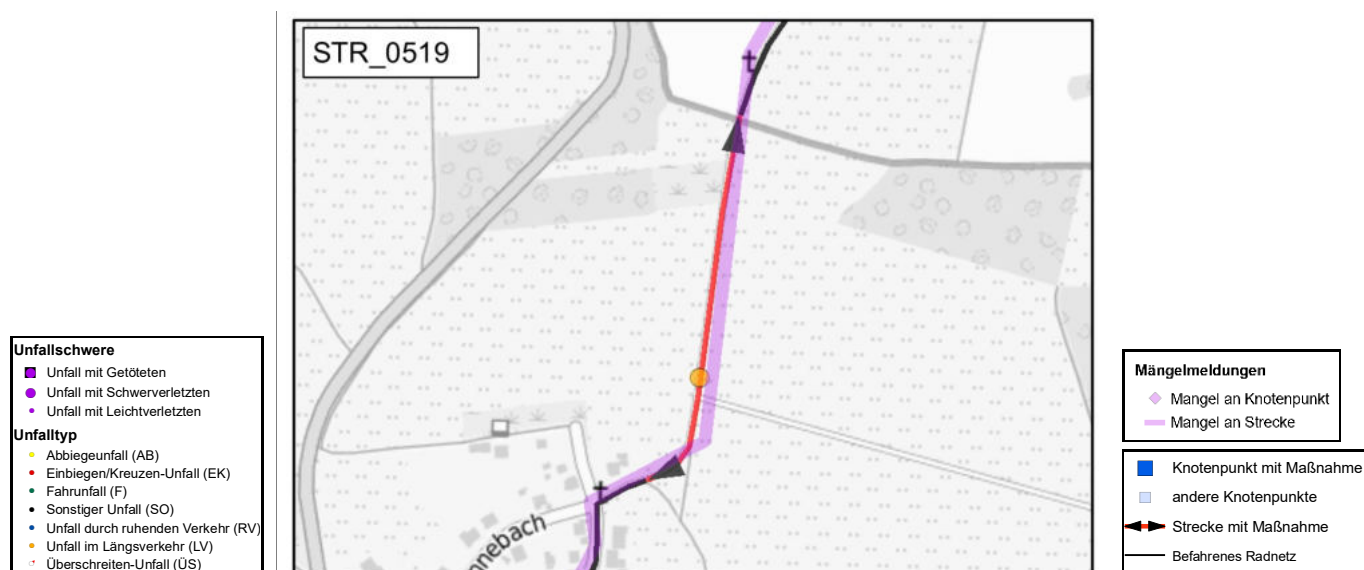 STR_0519
nnebach
Unfallschwere
Unfall mit Getöteten
Unfall mit Schwerverletzten
Unfall mit Leichtverletzten
Unfalltyp
Abbiegeunfall (AB)
Einbiegen/Kreuzen-Unfall (EK)
Fahrunfall (F)
Sonstiger Unfall (SO)
Unfall durch ruhenden Verkehr (RV)
Unfall im Längsverkehr (LV)
Überschreiten-Unfall (ÜS)
Mängelmeldungen
Mangel an Knotenpunkt
Mangel an Strecke
Knotenpunkt mit Maßnahme
andere Knotenpunkte
Strecke mit Maßnahme
Befahrenes Radnetz